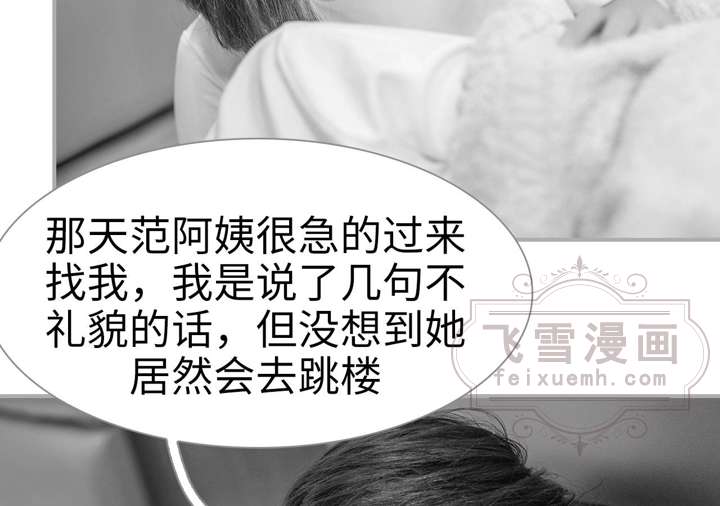 那天范阿姨很急的过来
找我，我是说了几句不
礼貌的话，但没想到她
居然会去跳楼
飞雪漫画
feixuemh.com